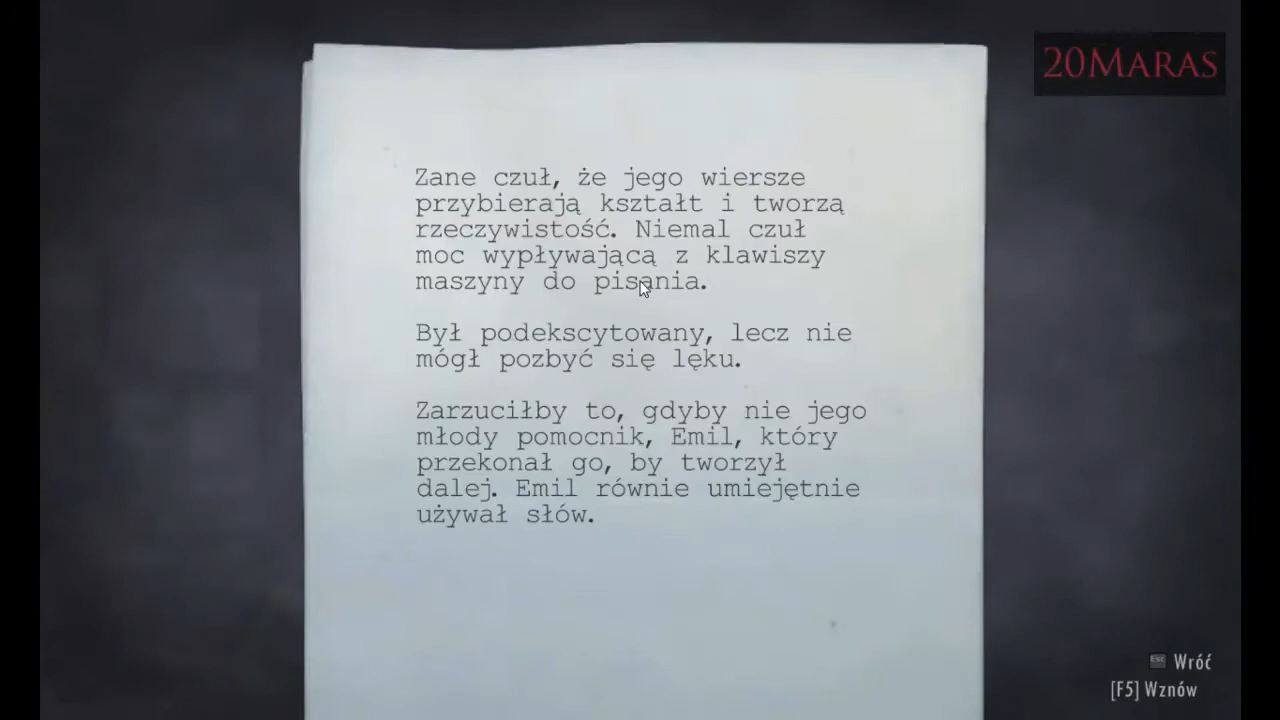 20MARAS
Zane czuł, że jego wiersze
przybierają kształt i tworzą
rzeczywistość. Niemal czuł
moc wypływającą z klawiszy
maszyny do pisania.
Był podekscytowany, lecz nie
mógł pozbyć się lęku.
Zarzuciłby to, gdyby nie jego
młody pomocnik, Emil, który
przekonał go, by tworzył
dalej. Emil równie umiejętnie
używał słów.
Esc Wróć
[F5] Wznów